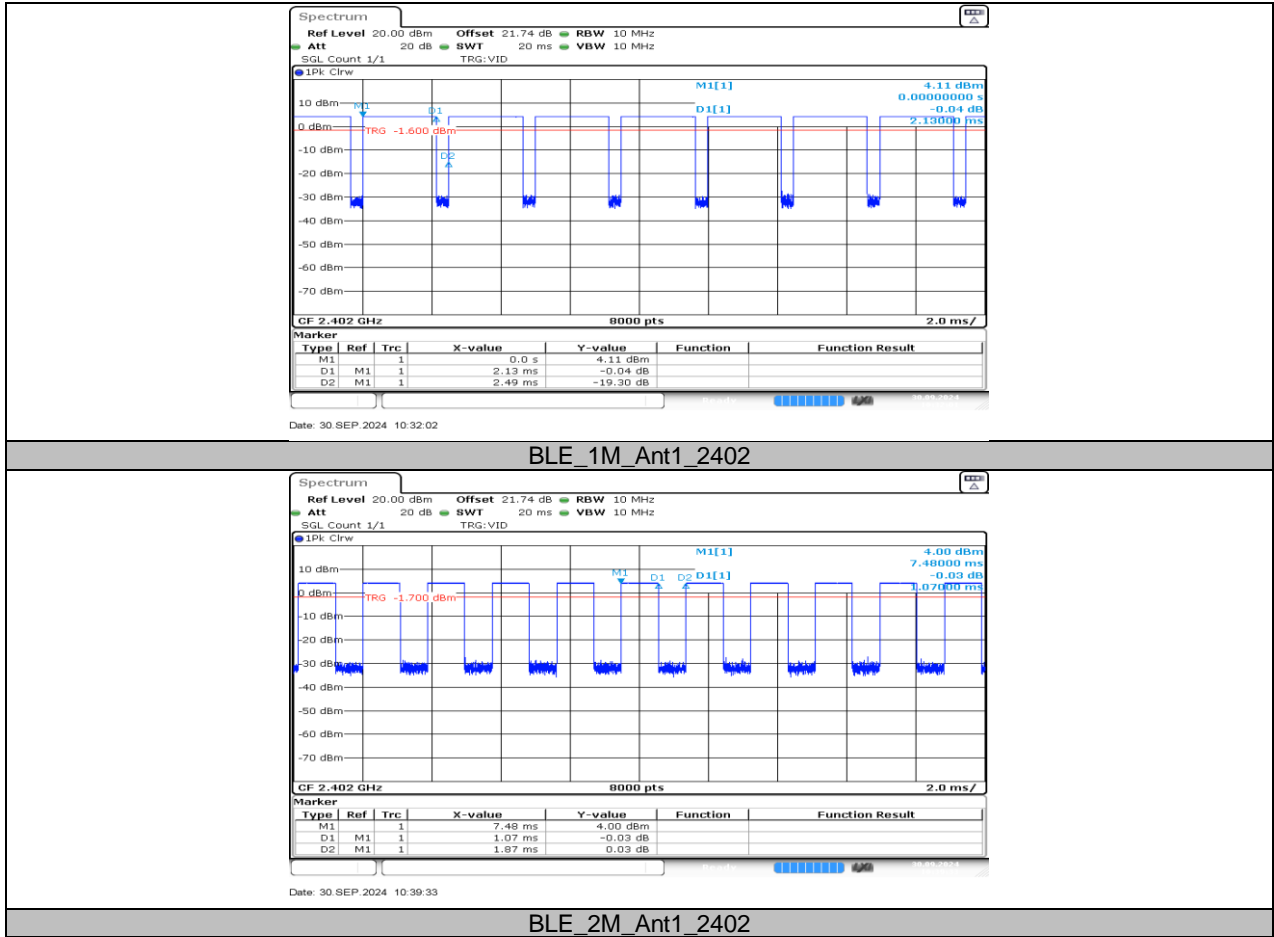 Spectrum
Ref Level 20.00 dBm Offset 21.74 dB RBW 10 MHz
Att 20 dB SWT 20 ms VBW 10 MHz
SGL Count 1/1 TRG:VID
1Pk Clrw
M1[1] 4.11 dBm
0.00000000 s
10 dBm M1 D1 D1[1] -0.04 dB
2.13000 ms
0 dBm TRG -1.600 dBm
-10 dBm D2
-20 dBm
-30 dBm
-40 dBm
-50 dBm
-60 dBm
-70 dBm
CF 2.402 GHz 8000 pts 2.0 ms/
Marker
Type Ref Trc X-value Y-value Function Function Result
M1 1 0.0 s 4.11 dBm
D1 M1 1 2.13 ms -0.04 dB
D2 M1 1 2.49 ms -19.30 dB
Ready 30.09.2024
Date: 30.SEP.2024 10:32:02
BLE_1M_Ant1_2402
Spectrum
Ref Level 20.00 dBm Offset 21.74 dB RBW 10 MHz
Att 20 dB SWT 20 ms VBW 10 MHz
SGL Count 1/1 TRG:VID
1Pk Clrw
M1[1] 4.00 dBm
7.48000 ms
10 dBm M1 D1 D2 D1[1] -0.03 dB
1.07000 ms
0 dBm TRG -1.700 dBm
-10 dBm
-20 dBm
-30 dBm
-40 dBm
-50 dBm
-60 dBm
-70 dBm
CF 2.402 GHz 8000 pts 2.0 ms/
Marker
Type Ref Trc X-value Y-value Function Function Result
M1 1 7.48 ms 4.00 dBm
D1 M1 1 1.07 ms -0.03 dB
D2 M1 1 1.87 ms 0.03 dB
Ready 30.09.2024
Date: 30.SEP.2024 10:39:33
BLE_2M_Ant1_2402